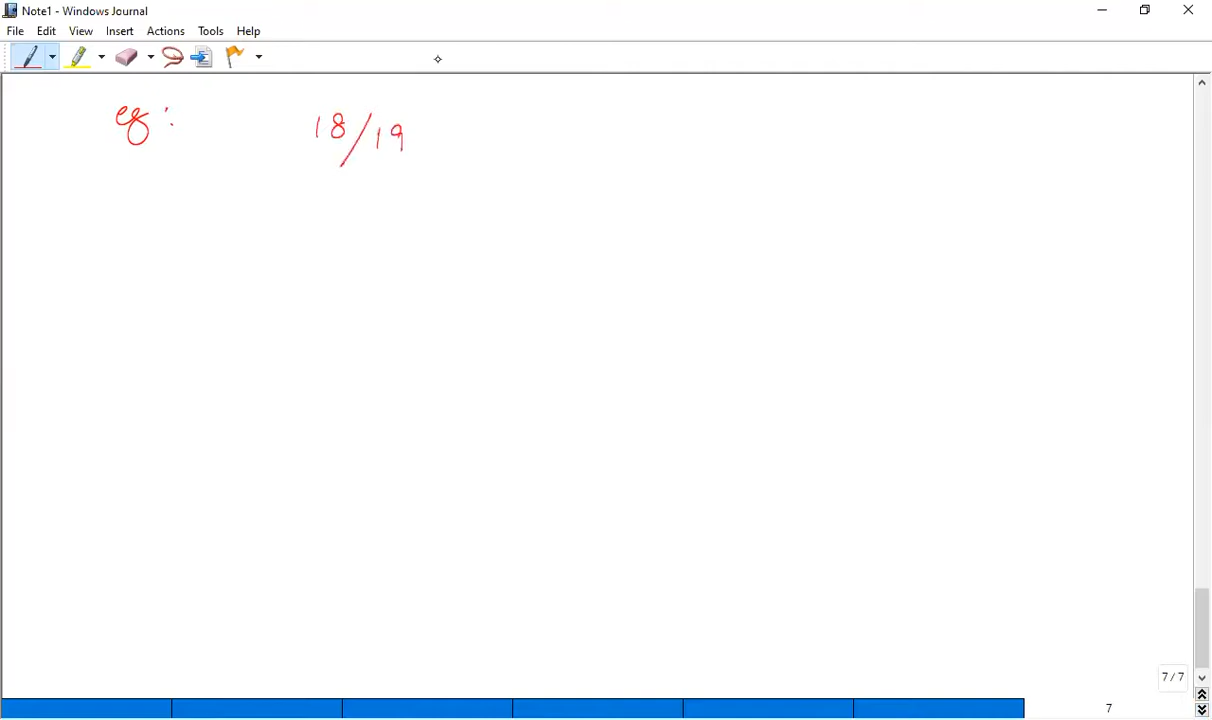 Note1 - Windows Journal
File Edit View Insert Actions Tools Help
eg: 18/19
7 / 7
7